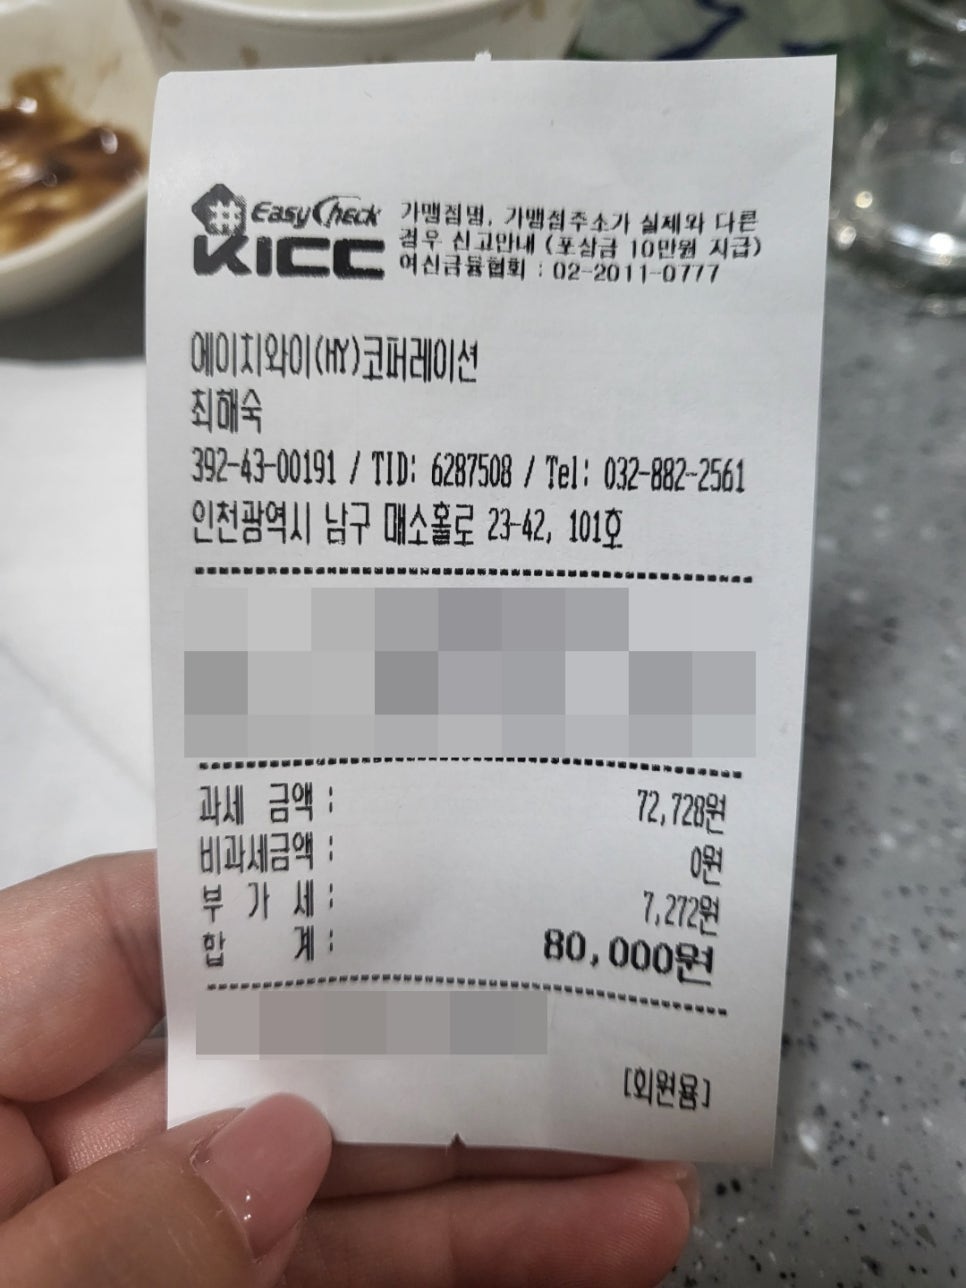 EasyCheck
KICC
가맹점명, 가맹점주소가 실제와 다른
경우 신고안내 (포상금 10만원 지급)
여신금융협회 : 02-2011-0777
에이치와이(HY)코퍼레이션
최해숙
392-43-00191 / TID: 6287508 / Tel: 032-882-2561
인천광역시 남구 매소홀로 23-42, 101호
과세 금액 : 72,728원
비과세금액 : 0원
부 가 세 : 7,272원
합 계 : 80,000원
[회원용]